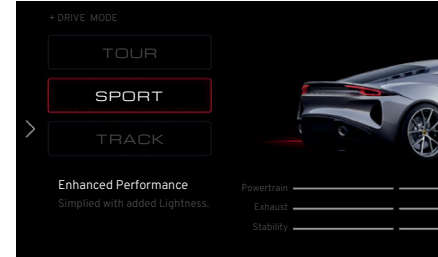 + DRIVE MODE
TOUR
SPORT
TRACK
Enhanced Performance
Simplied with added Lightness.
Powertrain
Exhaust
Stability